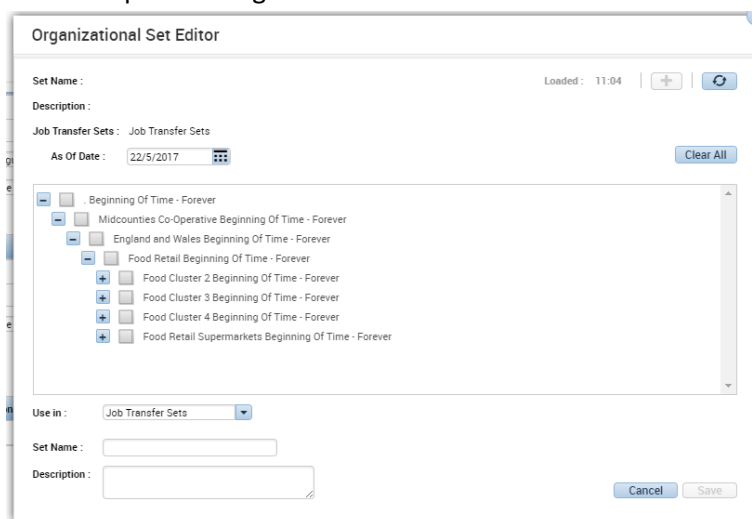 Organizational Set Editor
Set Name :
Loaded : 11:04
Description :
Job Transfer Sets : Job Transfer Sets
As Of Date : 22/5/2017
Clear All
. Beginning Of Time - Forever
Midcounties Co-Operative Beginning Of Time - Forever
England and Wales Beginning Of Time - Forever
Food Retail Beginning Of Time - Forever
Food Cluster 2 Beginning Of Time - Forever
Food Cluster 3 Beginning Of Time - Forever
Food Cluster 4 Beginning Of Time - Forever
Food Retail Supermarkets Beginning Of Time - Forever
Use in : Job Transfer Sets
Set Name :
Description :
Cancel Save